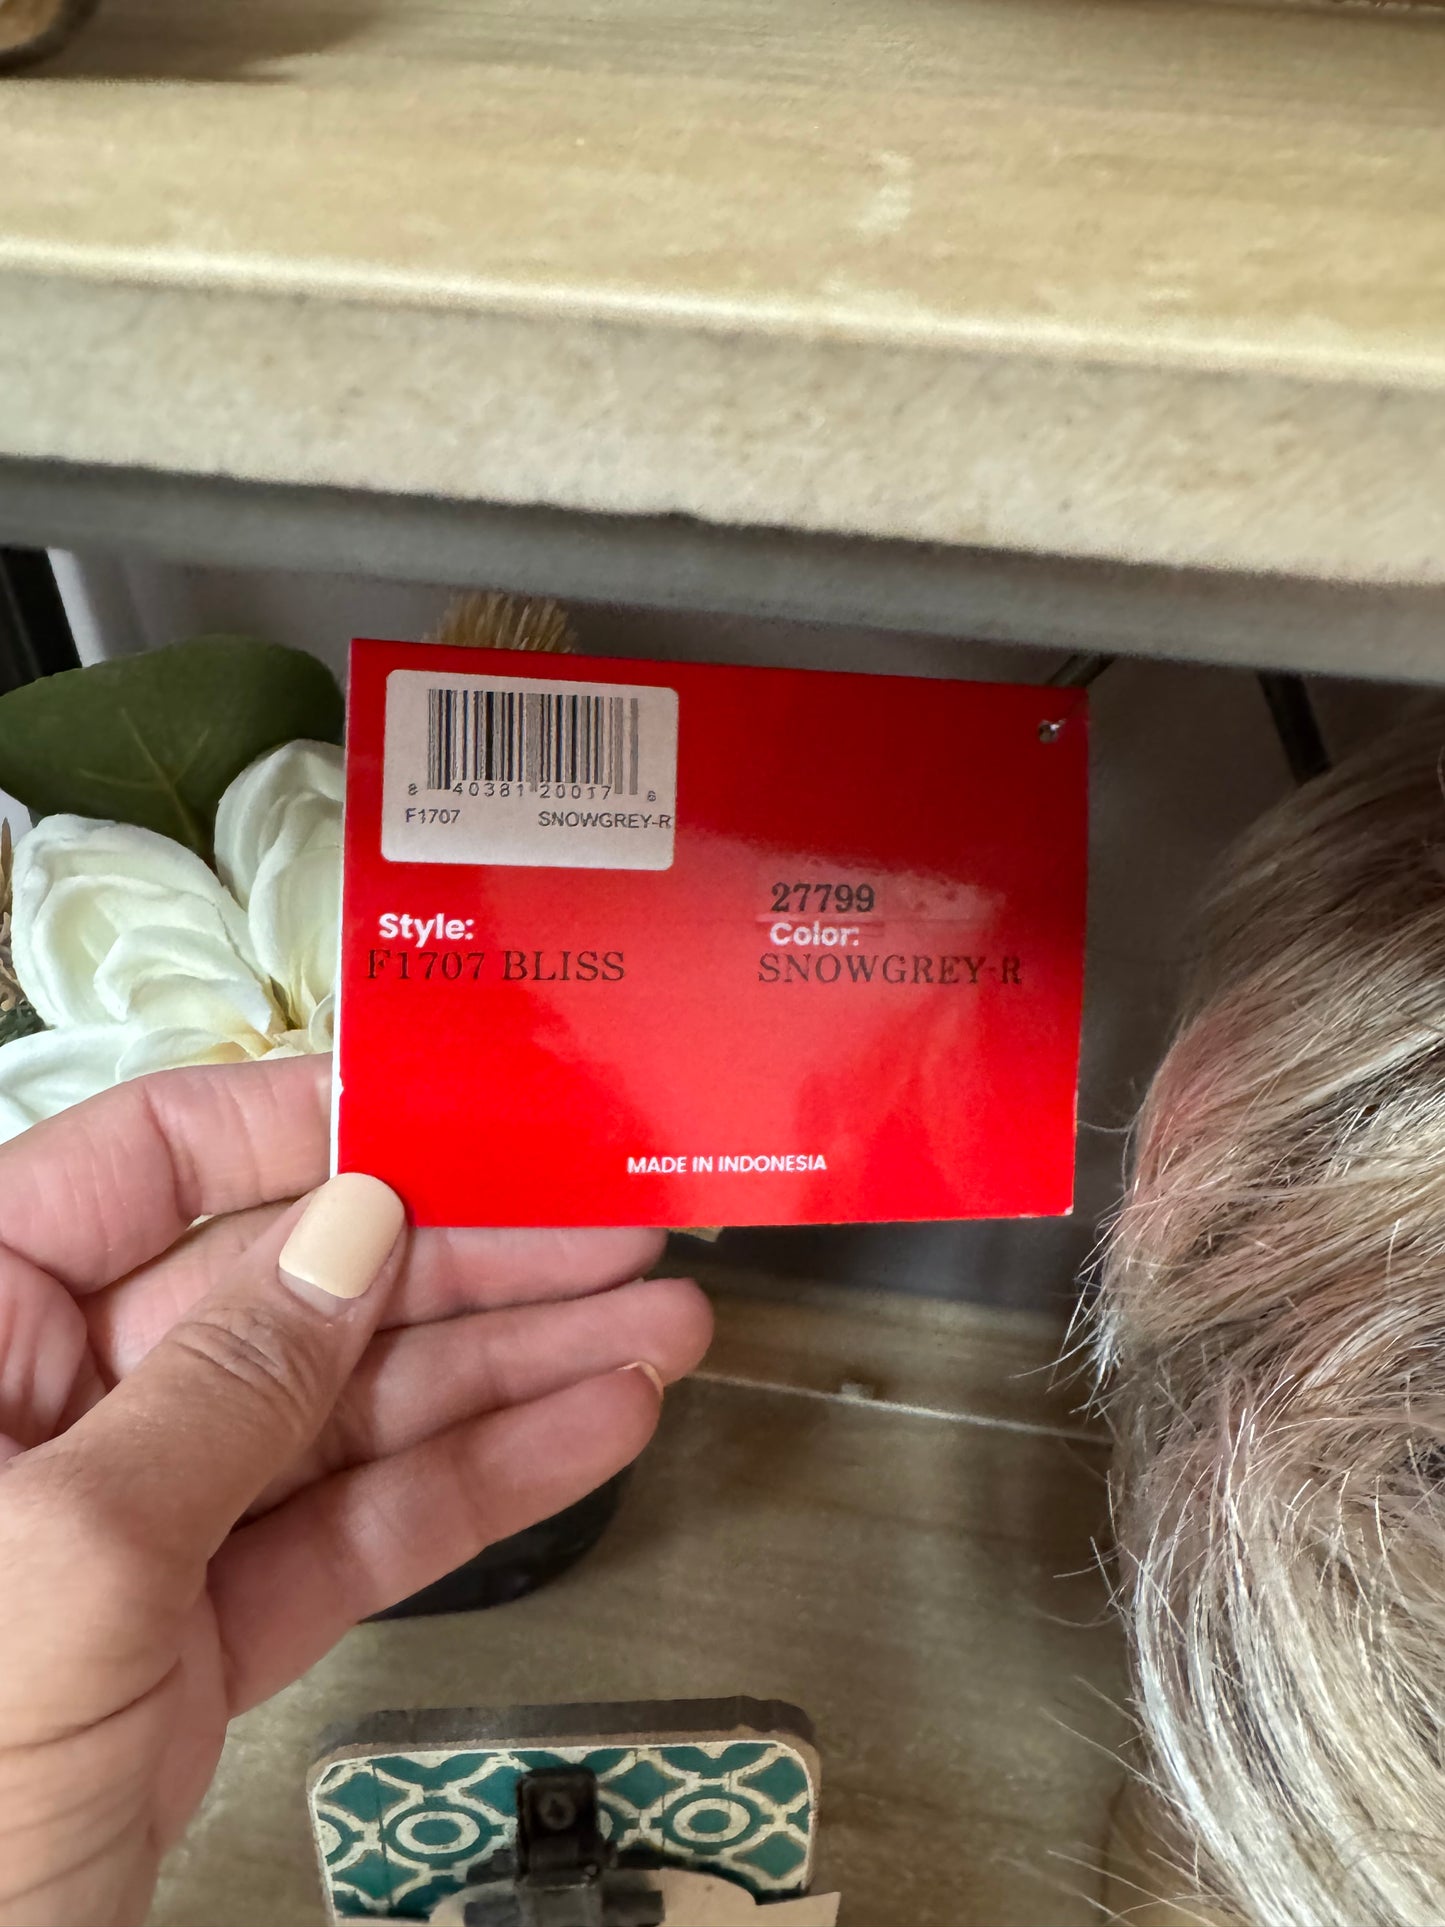 8 40381 20017 6
F1707 SNOWGREY-R
27799
Style: Color:
F1707 BLISS SNOWGREY-R
MADE IN INDONESIA